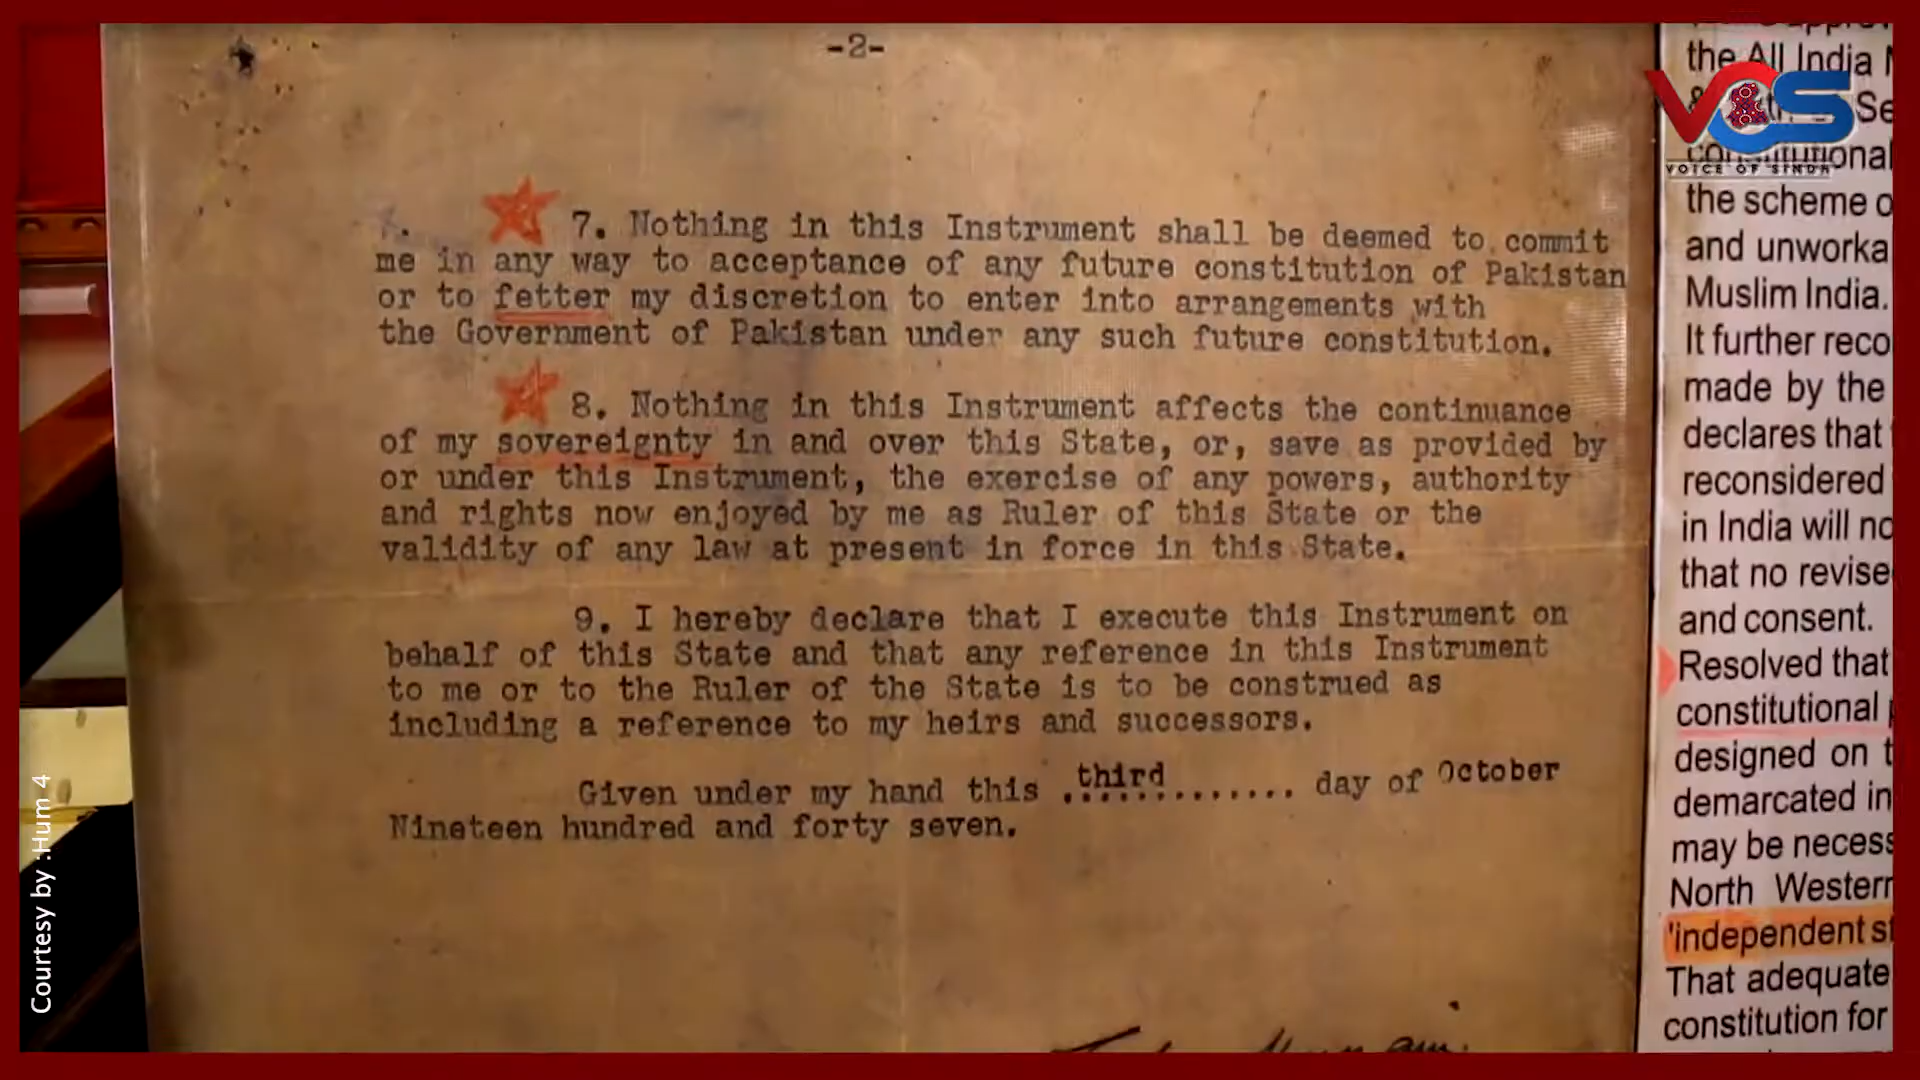 -2-
7. Nothing in this Instrument shall be deemed to commit
me in any way to acceptance of any future constitution of Pakistan
or to fetter my discretion to enter into arrangements with
the Government of Pakistan under any such future constitution.
8. Nothing in this Instrument affects the continuance
of my sovereignty in and over this State, or, save as provided by
or under this Instrument, the exercise of any powers, authority
and rights now enjoyed by me as Ruler of this State or the
validity of any law at present in force in this State.
9. I hereby declare that I execute this Instrument on
behalf of this State and that any reference in this Instrument
to me or to the Ruler of the State is to be construed as
including a reference to my heirs and successors.
Given under my hand this third day of October
Nineteen hundred and forty seven.
the All India
Se
constitutional
the scheme o
and unworka
Muslim India.
It further reco
made by the
declares that
reconsidered
in India will no
that no revise
and consent.
Resolved that
constitutional
designed on t
demarcated in
may be necess
North Western
'independent st
That adequate
constitution for
VOS
VOICE OF SINDH
Courtesy by :Hum 4